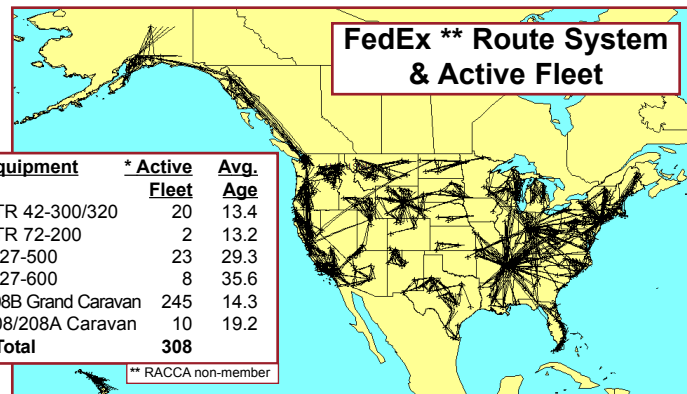 FedEx ** Route System
& Active Fleet
quipment * Active Avg.
Fleet Age
TR 42-300/320 20 13.4
TR 72-200 2 13.2
27-500 23 29.3
27-600 8 35.6
08B Grand Caravan 245 14.3
08/208A Caravan 10 19.2
Total 308
** RACCA non-member